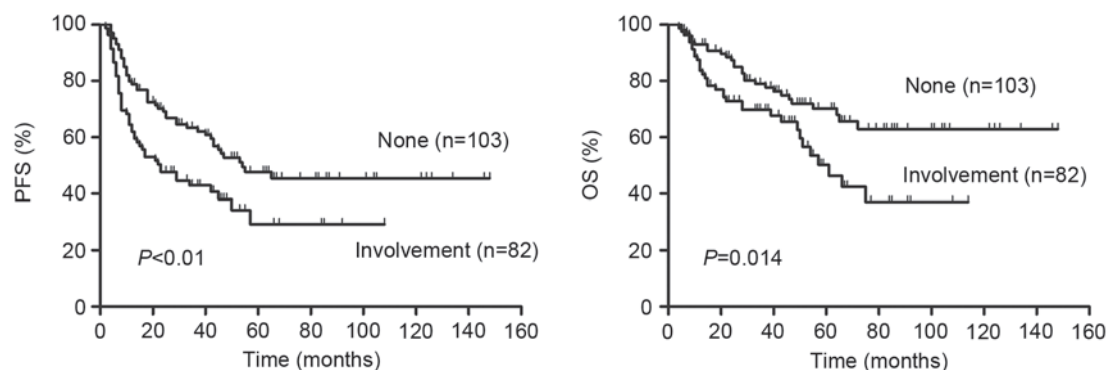 100
80
60
40
20
0
PFS (%)
None (n=103)
Involvement (n=82)
P<0.01
0 20 40 60 80 100 120 140 160
Time (months)
100
80
60
40
20
0
OS (%)
None (n=103)
Involvement (n=82)
P=0.014
0 20 40 60 80 100 120 140 160
Time (months)